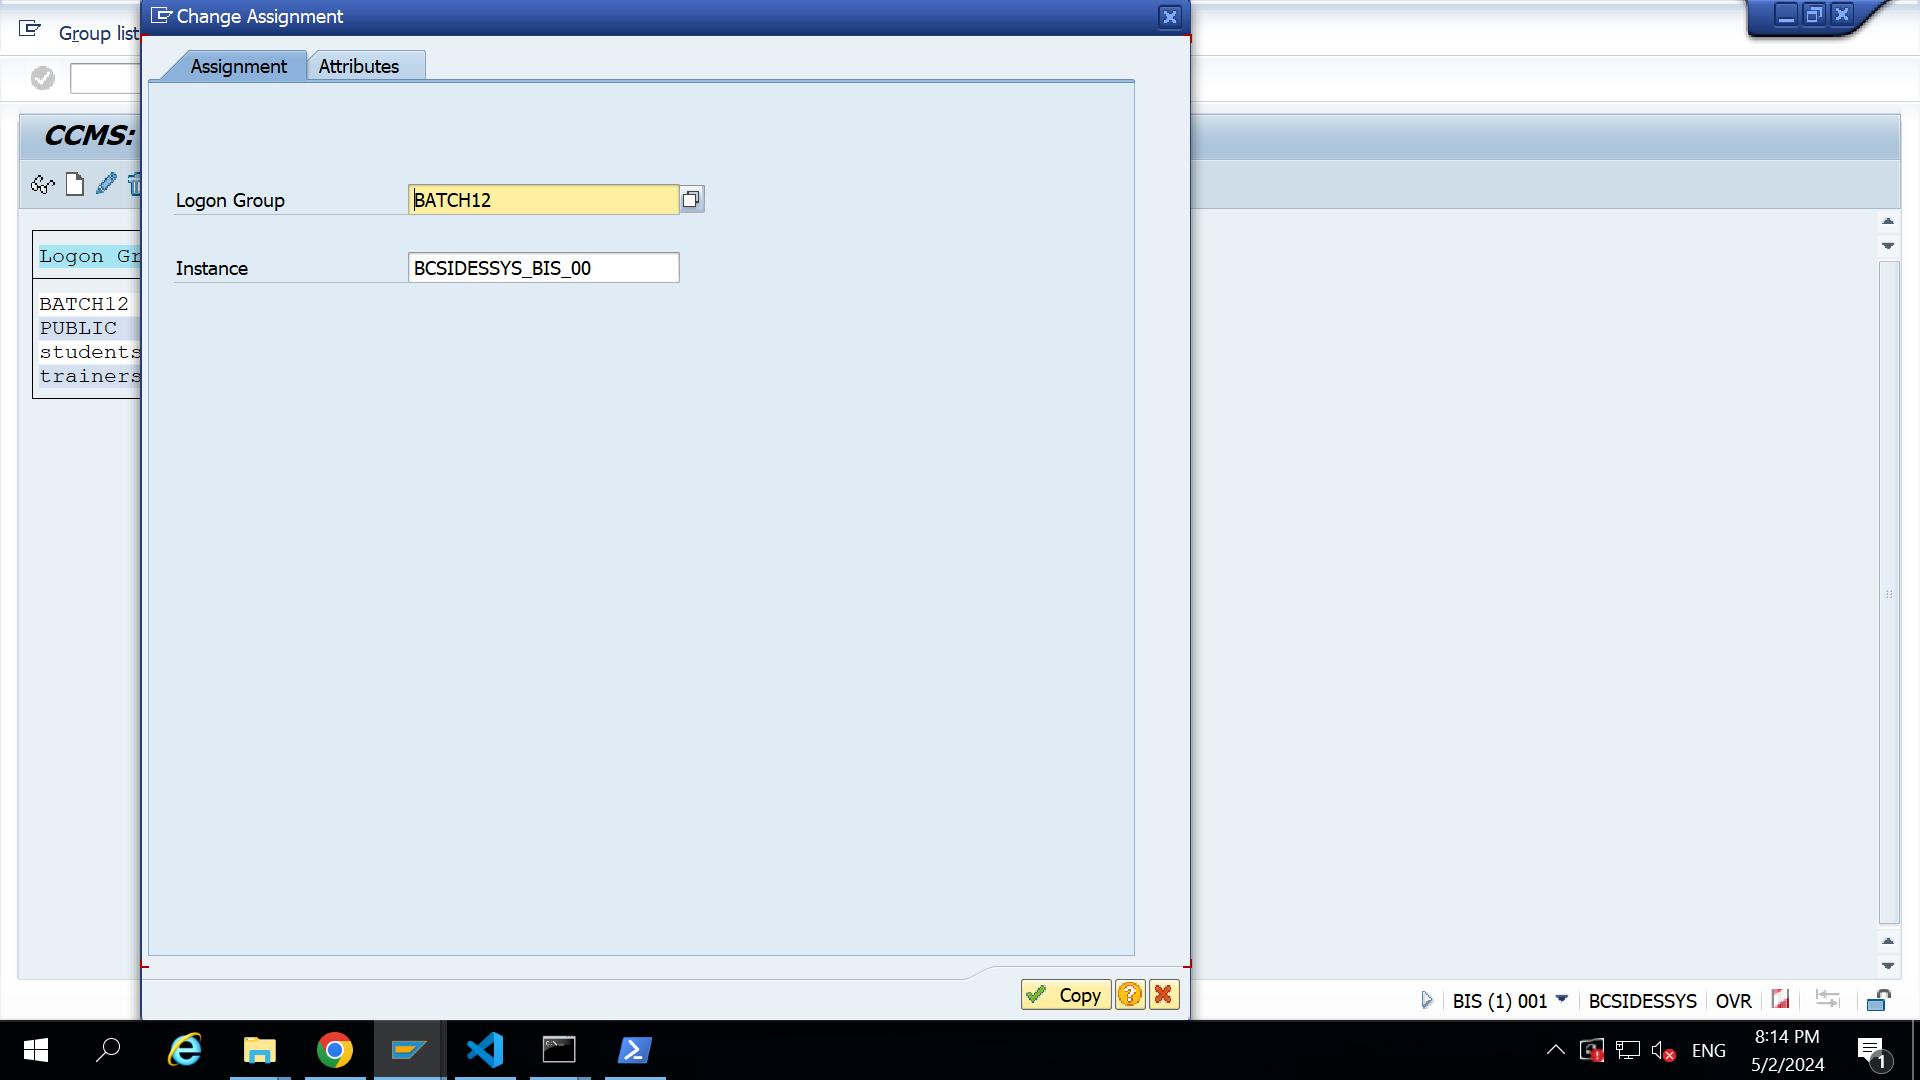 Change Assignment
Group list
Assignment
Attributes
CCMS:
Logon Group
BATCH12
Instance
BCSIDESSYS_BIS_00
Logon Gr
BATCH12
PUBLIC
students
trainers
Copy
BIS (1) 001
BCSIDESSYS
OVR
ENG
8:14 PM
5/2/2024
1